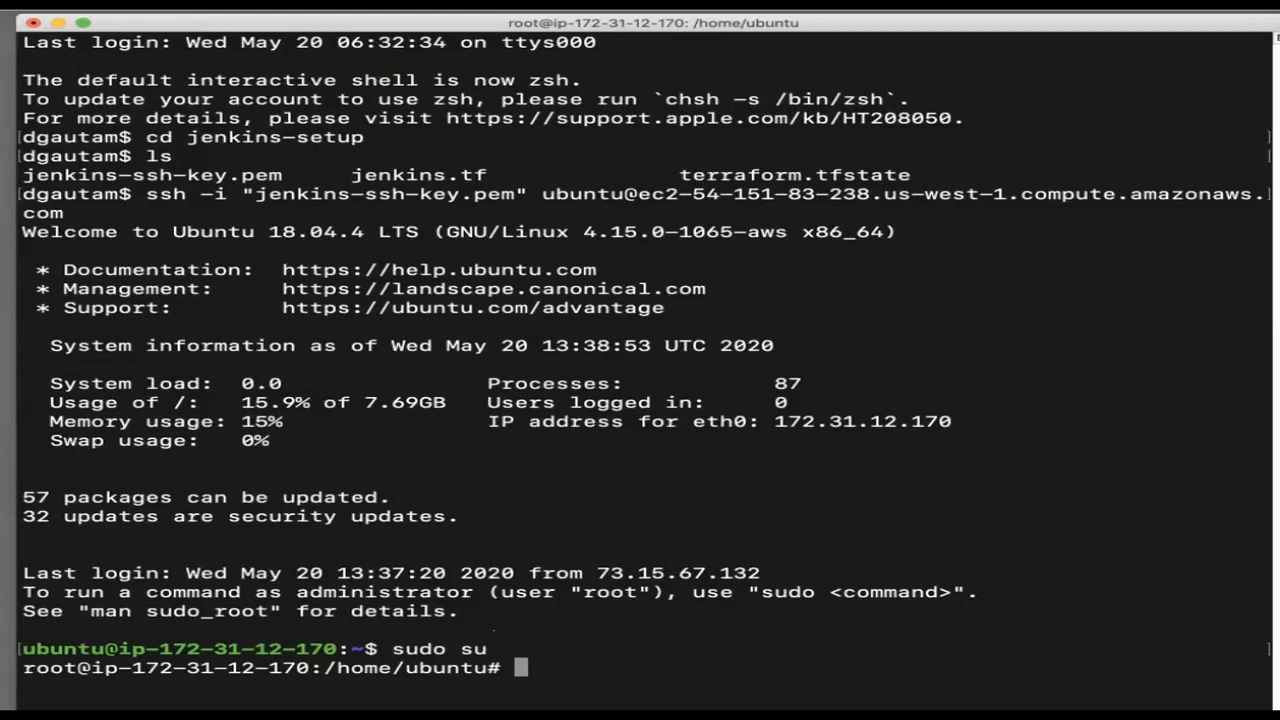 root@ip-172-31-12-170: /home/ubuntu
Last login: Wed May 20 06:32:34 on ttys000
The default interactive shell is now zsh.
To update your account to use zsh, please run `chsh -s /bin/zsh`.
For more details, please visit https://support.apple.com/kb/HT208050.
[dgautam$ cd jenkins-setup ]
[dgautam$ ls ]
jenkins-ssh-key.pem jenkins.tf terraform.tfstate
[dgautam$ ssh -i "jenkins-ssh-key.pem" ubuntu@ec2-54-151-83-238.us-west-1.compute.amazonaws.]
com
Welcome to Ubuntu 18.04.4 LTS (GNU/Linux 4.15.0-1065-aws x86_64)
* Documentation: https://help.ubuntu.com
* Management: https://landscape.canonical.com
* Support: https://ubuntu.com/advantage
System information as of Wed May 20 13:38:53 UTC 2020
System load: 0.0 Processes: 87
Usage of /: 15.9% of 7.69GB Users logged in: 0
Memory usage: 15% IP address for eth0: 172.31.12.170
Swap usage: 0%
57 packages can be updated.
32 updates are security updates.
Last login: Wed May 20 13:37:20 2020 from 73.15.67.132
To run a command as administrator (user "root"), use "sudo <command>".
See "man sudo_root" for details.
[ubuntu@ip-172-31-12-170:~$ sudo su ]
root@ip-172-31-12-170:/home/ubuntu#